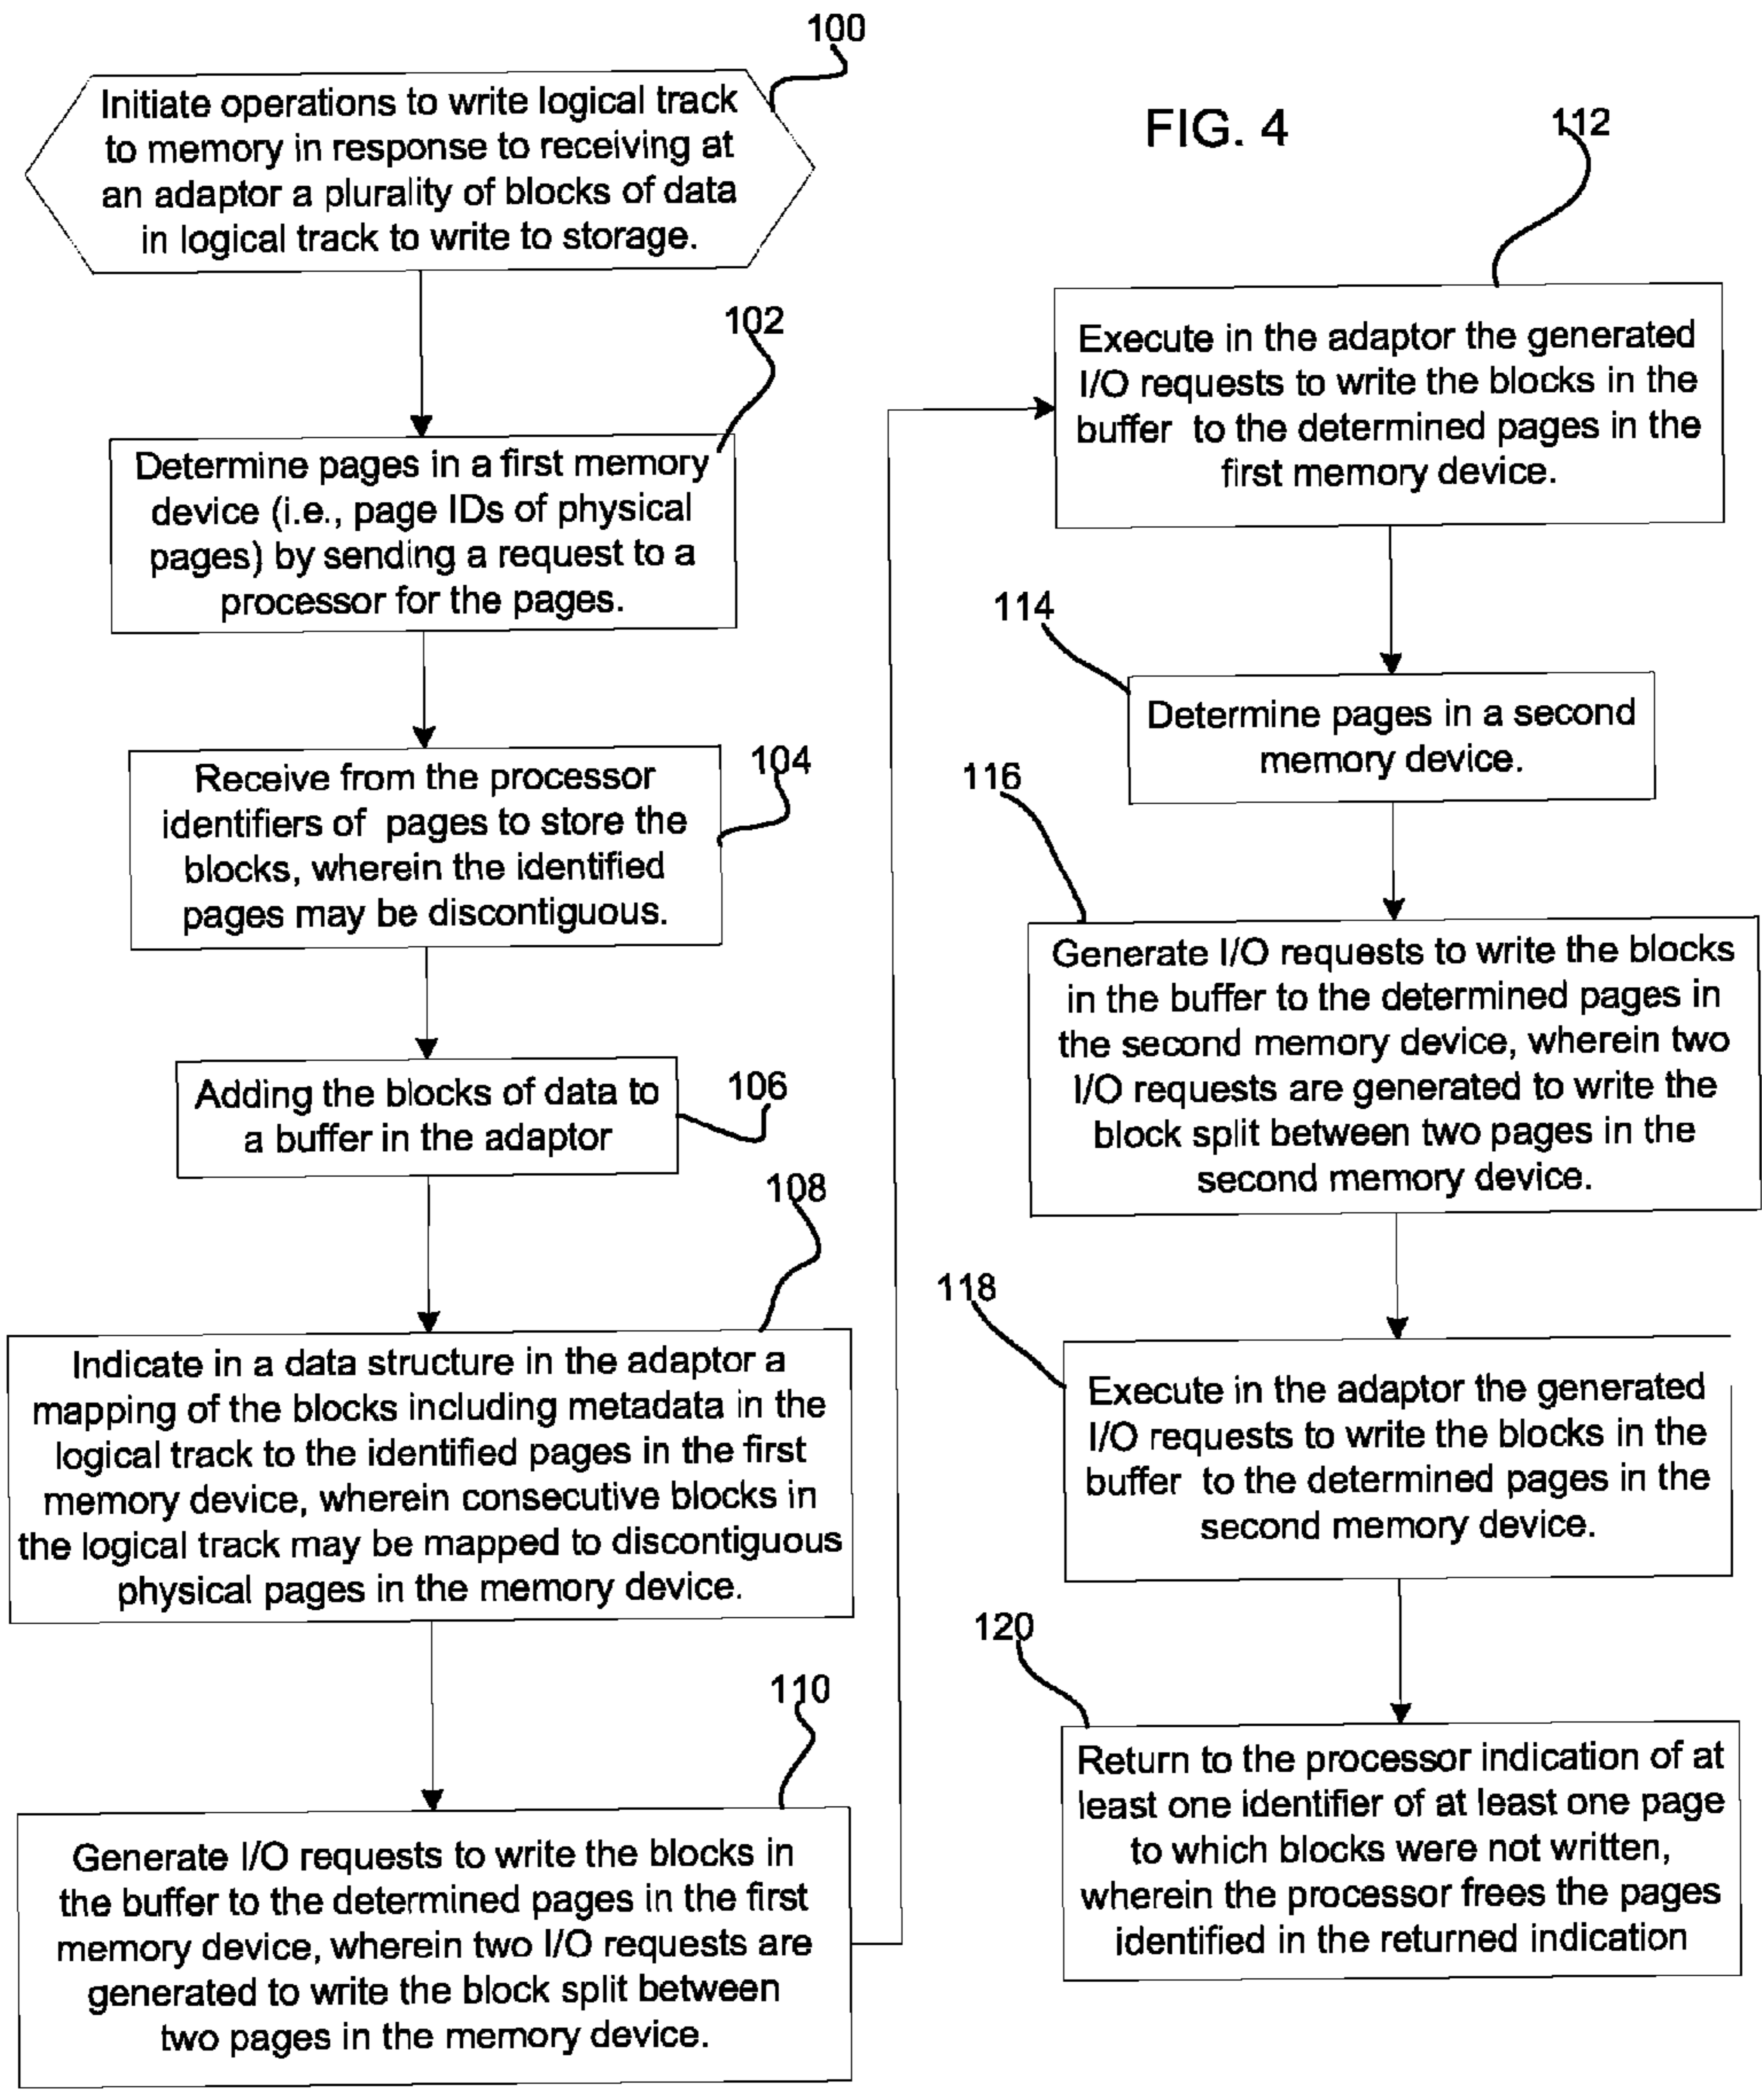 100
Initiate operations to write logical track
to memory in response to receiving at
an adaptor a plurality of blocks of data
in logical track to write to storage.
102
Determine pages in a first memory
device (i.e., page IDs of physical
pages) by sending a request to a
processor for the pages.
104
Receive from the processor
identifiers of pages to store the
blocks, wherein the identified
pages may be discontiguous.
106
Adding the blocks of data to
a buffer in the adaptor
108
Indicate in a data structure in the adaptor a
mapping of the blocks including metadata in the
logical track to the identified pages in the first
memory device, wherein consecutive blocks in
the logical track may be mapped to discontiguous
physical pages in the memory device.
110
Generate I/O requests to write the blocks in
the buffer to the determined pages in the first
memory device, wherein two I/O requests are
generated to write the block split between
two pages in the memory device.
FIG. 4
112
Execute in the adaptor the generated
I/O requests to write the blocks in the
buffer to the determined pages in the
first memory device.
114
Determine pages in a second
memory device.
116
Generate I/O requests to write the blocks
in the buffer to the determined pages in
the second memory device, wherein two
I/O requests are generated to write the
block split between two pages in the
second memory device.
118
Execute in the adaptor the generated
I/O requests to write the blocks in the
buffer to the determined pages in the
second memory device.
120
Return to the processor indication of at
least one identifier of at least one page
to which blocks were not written,
wherein the processor frees the pages
identified in the returned indication